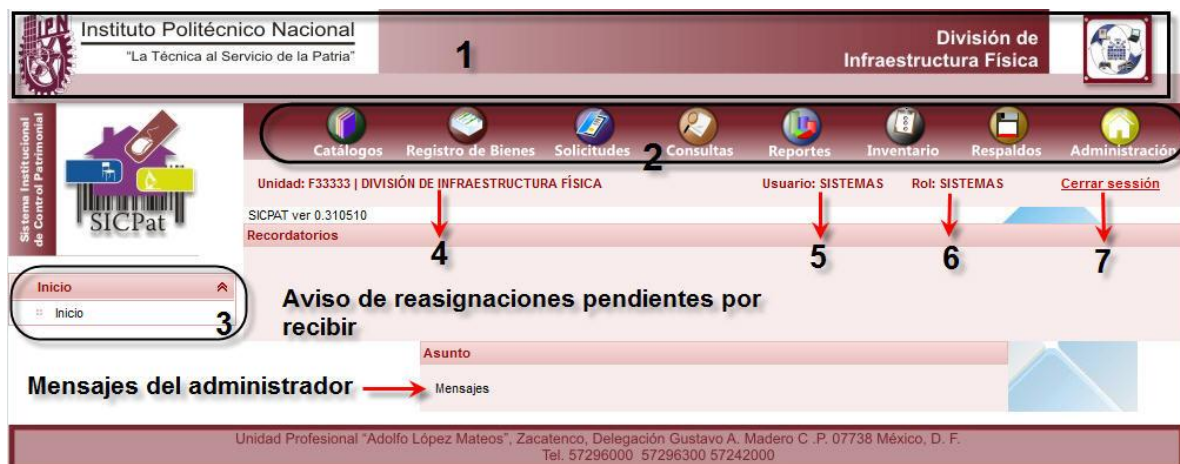 IPN
Instituto Politécnico Nacional
"La Técnica al Servicio de la Patria"
1
División de
Infraestructura Física
Sistema Institucional
de Control Patrimonial
SICPat
Catálogos Registro de Bienes Solicitudes 2 Consultas Reportes Inventario Respaldos Administración
Unidad: F33333 | DIVISIÓN DE INFRAESTRUCTURA FÍSICA Usuario: SISTEMAS Rol: SISTEMAS Cerrar sessión
SICPAT ver 0.310510
Recordatorios
4 5 6 7
Inicio
Inicio
3
Aviso de reasignaciones pendientes por
recibir
Asunto
Mensajes del administrador Mensajes
Unidad Profesional "Adolfo López Mateos", Zacatenco, Delegación Gustavo A. Madero C .P. 07738 México, D. F.
Tel. 57296000 57296300 57242000